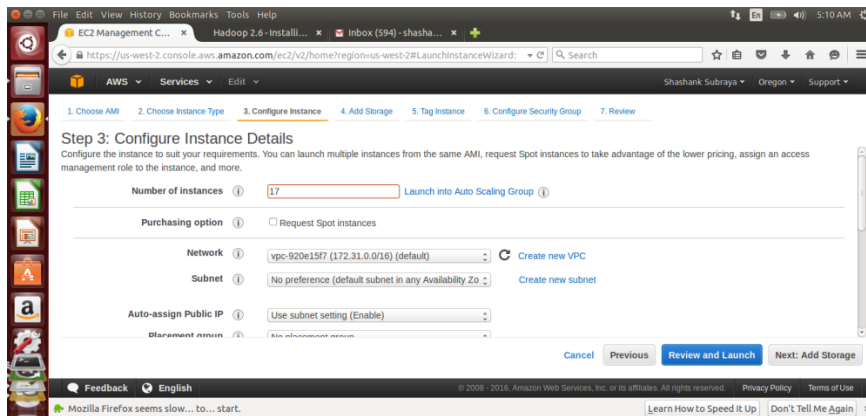 File Edit View History Bookmarks Tools Help
En
5:10 AM
EC2 Management C... × Hadoop 2.6 - Installi... × Inbox (594) - shasha... ×
https://us-west-2.console.aws.amazon.com/ec2/v2/home?region=us-west-2#LaunchInstanceWizard:
Search
AWS Services Edit Shashank Subraya Oregon Support
1. Choose AMI 2. Choose Instance Type 3. Configure Instance 4. Add Storage 5. Tag Instance 6. Configure Security Group 7. Review
Step 3: Configure Instance Details
Configure the instance to suit your requirements. You can launch multiple instances from the same AMI, request Spot instances to take advantage of the lower pricing, assign an access
management role to the instance, and more.
Number of instances 17 Launch into Auto Scaling Group
Purchasing option Request Spot instances
Network vpc-920e15f7 (172.31.0.0/16) (default) Create new VPC
Subnet No preference (default subnet in any Availability Zo Create new subnet
Auto-assign Public IP Use subnet setting (Enable)
Placement group No placement group
Cancel Previous Review and Launch Next: Add Storage
Feedback English © 2008 - 2016, Amazon Web Services, Inc. or its affiliates. All rights reserved. Privacy Policy Terms of Use
Mozilla Firefox seems slow... to... start. Learn How to Speed It Up Don't Tell Me Again